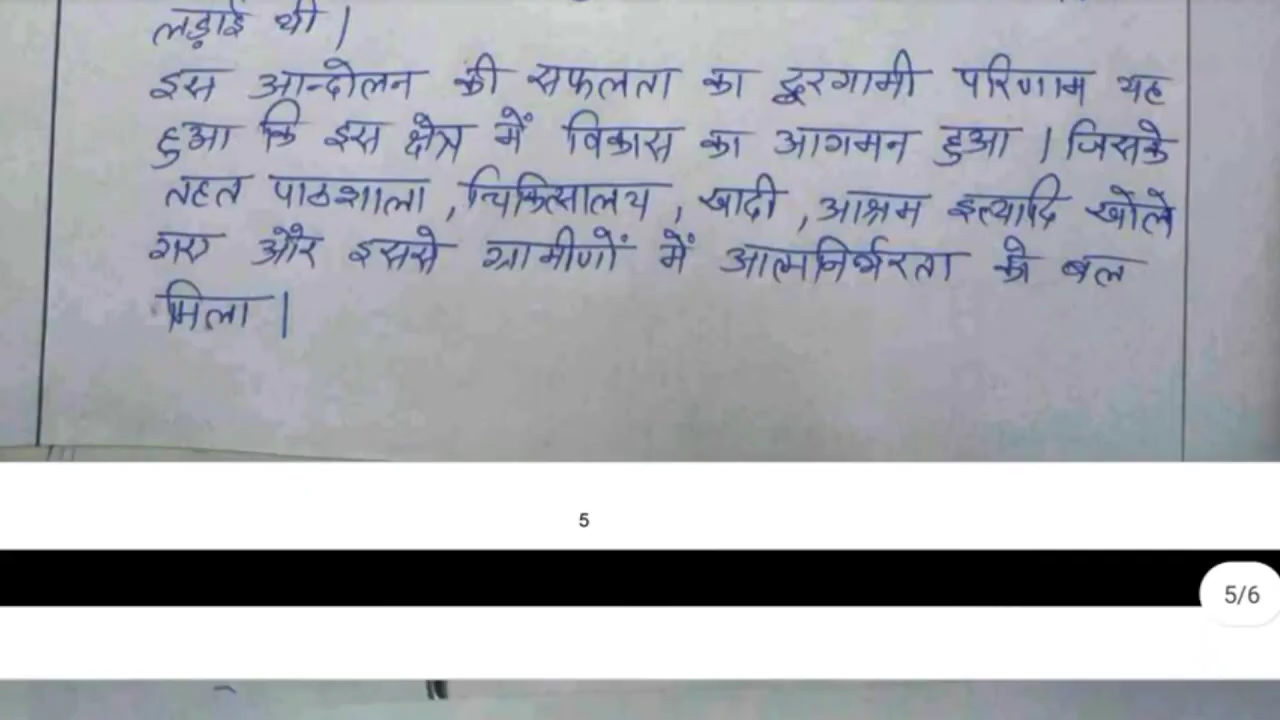 लड़ाई थी |
इस आन्दोलन की सफलता का दूरगामी परिणाम यह
हुआ कि इस क्षेत्र में विकास का आगमन हुआ । जिसके
तहत पाठशाला , चिकित्सालय , खादी , आश्रम इत्यादि खोले
गए और इससे ग्रामीणों में आत्मनिर्भरता को बल
मिला |
5
5/6